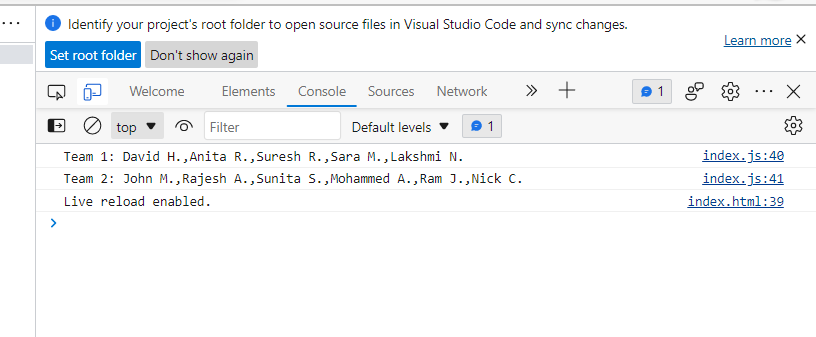 Identify your project's root folder to open source files in Visual Studio Code and sync changes.
Learn more
Set root folder Don't show again
Welcome Elements Console Sources Network 1
top Filter Default levels 1
Team 1: David H.,Anita R.,Suresh R.,Sara M.,Lakshmi N. index.js:40
Team 2: John M.,Rajesh A.,Sunita S.,Mohammed A.,Ram J.,Nick C. index.js:41
Live reload enabled. index.html:39